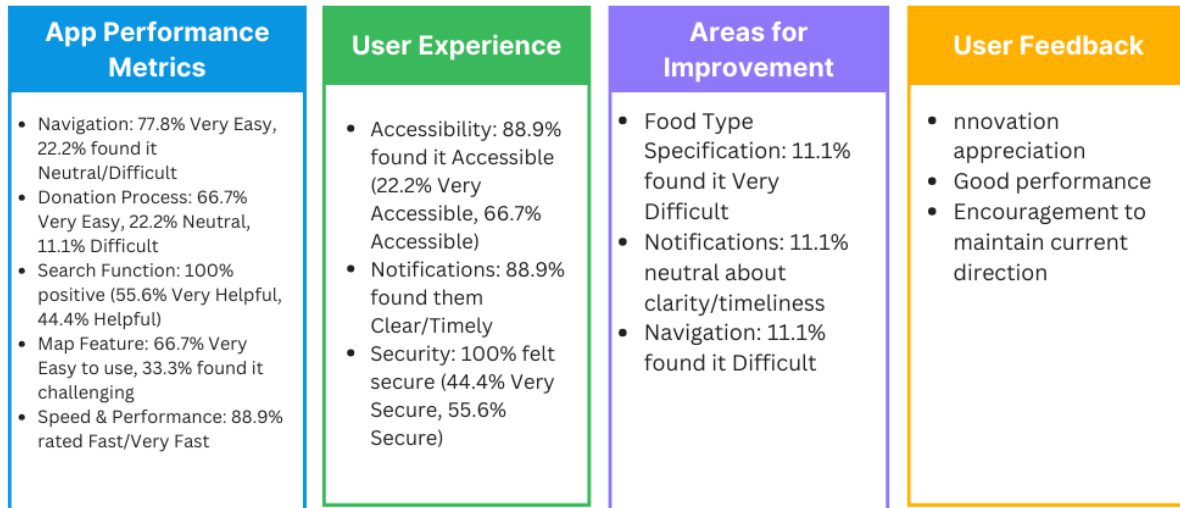 App Performance
Metrics
• Navigation: 77.8% Very Easy,
22.2% found it
Neutral/Difficult
• Donation Process: 66.7%
Very Easy, 22.2% Neutral,
11.1% Difficult
• Search Function: 100%
positive (55.6% Very Helpful,
44.4% Helpful)
• Map Feature: 66.7% Very
Easy to use, 33.3% found it
challenging
• Speed & Performance: 88.9%
rated Fast/Very Fast
User Experience
• Accessibility: 88.9%
found it Accessible
(22.2% Very
Accessible, 66.7%
Accessible)
• Notifications: 88.9%
found them
Clear/Timely
• Security: 100% felt
secure (44.4% Very
Secure, 55.6%
Secure)
Areas for
Improvement
• Food Type
Specification: 11.1%
found it Very
Difficult
• Notifications: 11.1%
neutral about
clarity/timeliness
• Navigation: 11.1%
found it Difficult
User Feedback
• nnovation
appreciation
• Good performance
• Encouragement to
maintain current
direction